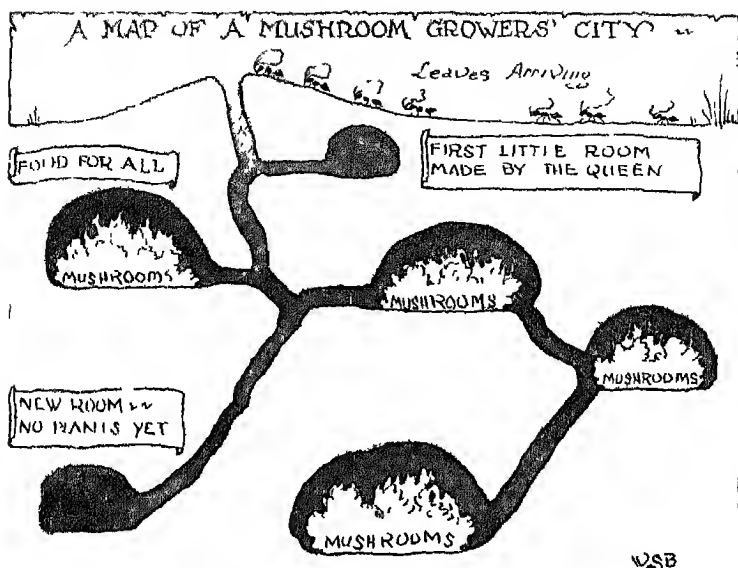 A MAP OF A MUSHROOM GROWERS' CITY
Leaves Arriving
FOOD FOR ALL
FIRST LITTLE ROOM
MADE BY THE QUEEN
MUSHROOMS
MUSHROOMS
MUSHROOMS
NEW ROOM
NO PLANTS YET
MUSHROOMS
WSB